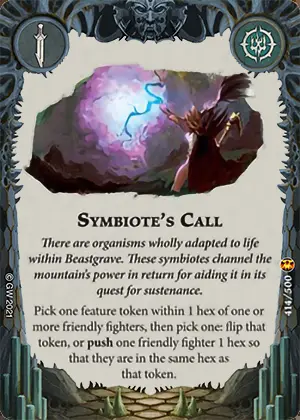 SYMBIOTE'S CALL
There are organisms wholly adapted to life
within Beastgrave. These symbiotes channel the
mountain's power in return for aiding it in its
quest for sustenance.
Pick one feature token within 1 hex of one or
more friendly fighters, then pick one: flip that
token, or push one friendly fighter 1 hex so
that they are in the same hex as
that token.
© GW 2021
414/500